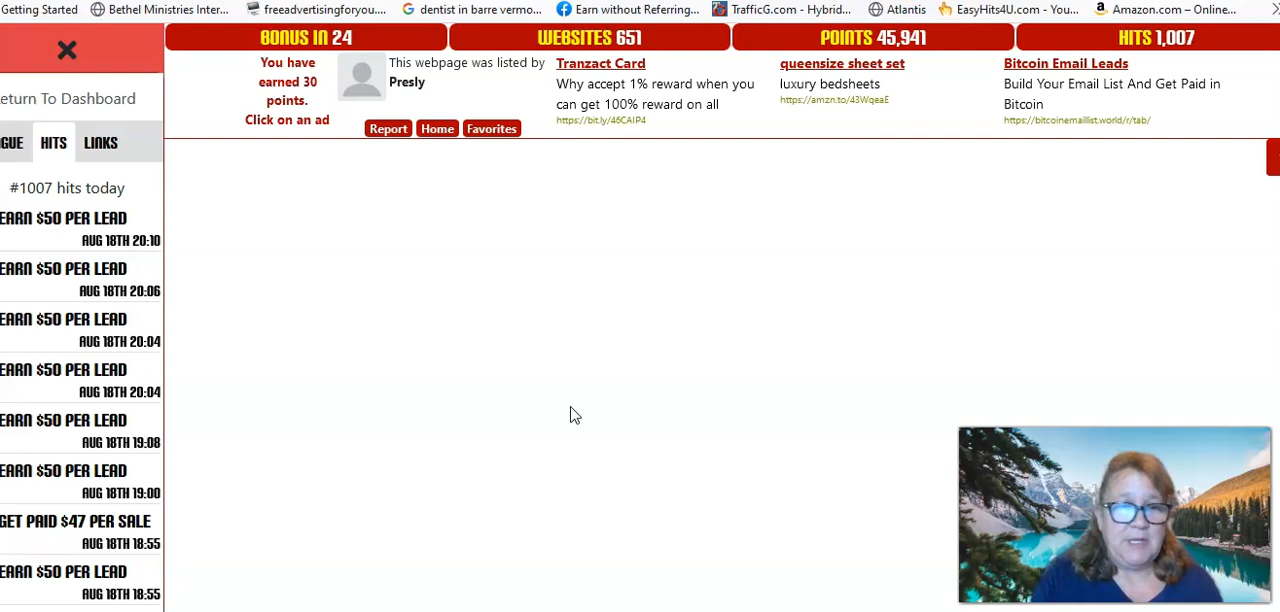 Getting Started
Bethel Ministries Inter...
freeadvertisingforyou....
dentist in barre vermo...
Earn without Referring...
TrafficG.com - Hybrid...
Atlantis
EasyHits4U.com - You...
Amazon.com – Online...
BONUS IN 24
WEBSITES 651
POINTS 45,941
HITS 1,007
eturn To Dashboard
GUE
HITS
LINKS
#1007 hits today
EARN $50 PER LEAD
AUG 18TH 20:10
EARN $50 PER LEAD
AUG 18TH 20:06
EARN $50 PER LEAD
AUG 18TH 20:04
EARN $50 PER LEAD
AUG 18TH 20:04
EARN $50 PER LEAD
AUG 18TH 19:08
EARN $50 PER LEAD
AUG 18TH 19:00
GET PAID $47 PER SALE
AUG 18TH 18:55
EARN $50 PER LEAD
AUG 18TH 18:55
You have
earned 30
points.
Click on an ad
This webpage was listed by
Presly
Report
Home
Favorites
Tranzact Card
Why accept 1% reward when you
can get 100% reward on all
https://bit.ly/46CAIP4
queensize sheet set
luxury bedsheets
https://amzn.to/43WqeaE
Bitcoin Email Leads
Build Your Email List And Get Paid in
Bitcoin
https://bitcoinemaillist.world/r/tab/